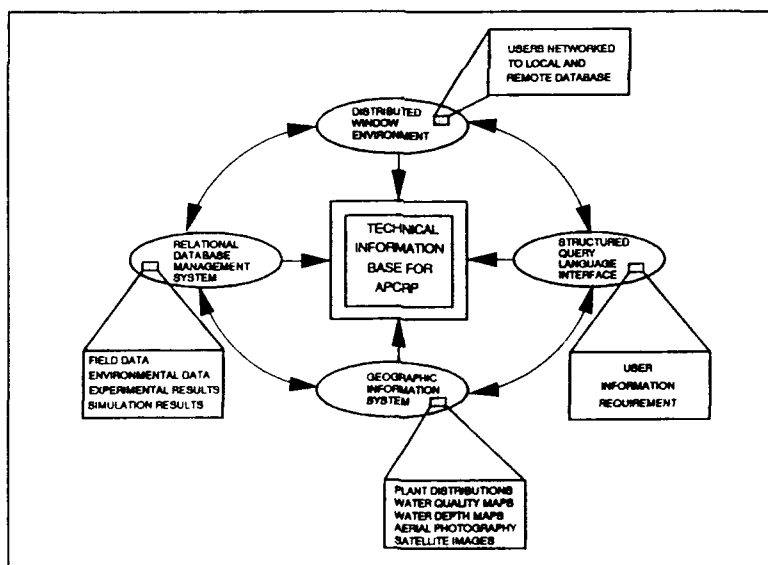 USERS NETWORKED
TO LOCAL AND
REMOTE DATABASE
DISTRIBUTED
WINDOW
ENVIRONMENT
RELATIONAL
DATABASE
MANAGEMENT
SYSTEM
TECHNICAL
INFORMATION
BASE FOR
APCRP
STRUCTURED
QUERY
LANGUAGE
INTERFACE
FIELD DATA
ENVIRONMENTAL DATA
EXPERIMENTAL RESULTS
SIMULATION RESULTS
GEOGRAPHIC
INFORMATION
SYSTEM
USER
INFORMATION
REQUIREMENT
PLANT DISTRIBUTIONS
WATER QUALITY MAPS
WATER DEPTH MAPS
AERIAL PHOTOGRAPHY
SATELLITE IMAGES